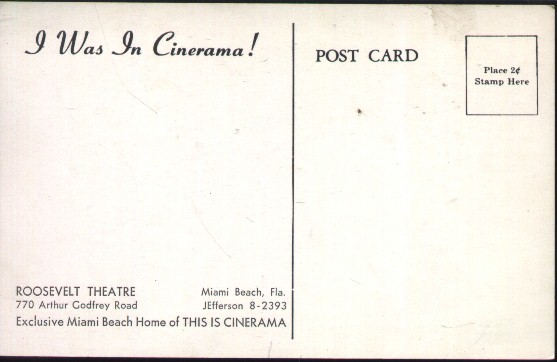 I Was In Cinerama!
POST CARD
Place 2¢
Stamp Here
ROOSEVELT THEATRE Miami Beach, Fla.
770 Arthur Godfrey Road JEfferson 8-2393
Exclusive Miami Beach Home of THIS IS CINERAMA